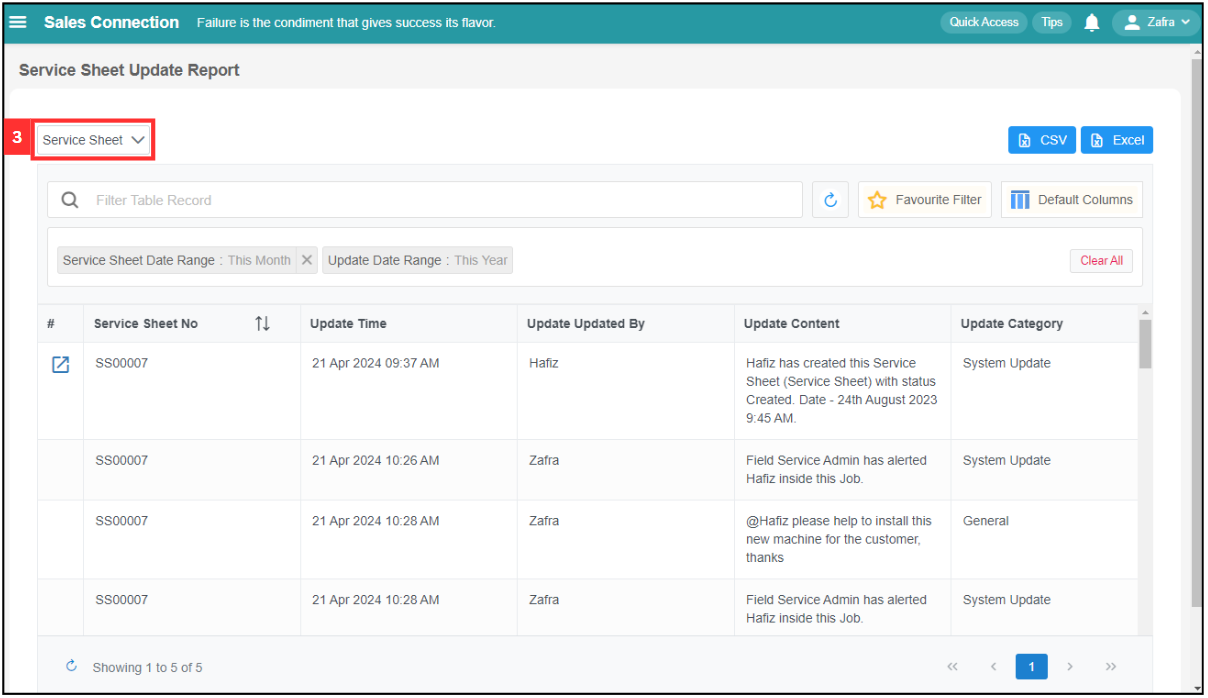 Sales Connection Failure is the condiment that gives success its flavor. Quick Access Tips Zafra
Service Sheet Update Report
3 Service Sheet CSV Excel
Filter Table Record Favourite Filter Default Columns
Service Sheet Date Range : This Month Update Date Range : This Year Clear All
# Service Sheet No Update Time Update Updated By Update Content Update Category
SS00007 21 Apr 2024 09:37 AM Hafiz Hafiz has created this Service System Update
Sheet (Service Sheet) with status
Created. Date - 24th August 2023
9:45 AM.
SS00007 21 Apr 2024 10:26 AM Zafra Field Service Admin has alerted System Update
Hafiz inside this Job.
SS00007 21 Apr 2024 10:28 AM Zafra @Hafiz please help to install this General
new machine for the customer,
thanks
SS00007 21 Apr 2024 10:28 AM Zafra Field Service Admin has alerted System Update
Hafiz inside this Job.
Showing 1 to 5 of 5 << < 1 > >>